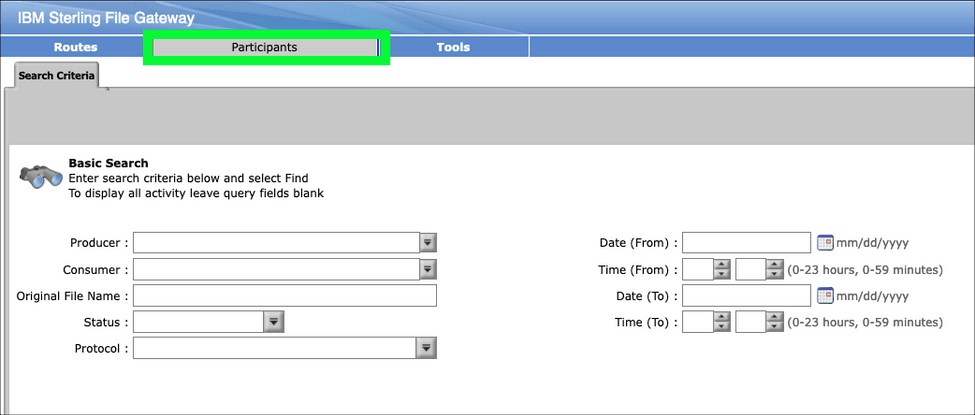 IBM Sterling File Gateway
Routes Participants Tools
Search Criteria
Basic Search
Enter search criteria below and select Find
To display all activity leave query fields blank
Producer : Date (From) : mm/dd/yyyy
Consumer : Time (From) : (0-23 hours, 0-59 minutes)
Original File Name : Date (To) : mm/dd/yyyy
Status : Time (To) : (0-23 hours, 0-59 minutes)
Protocol :